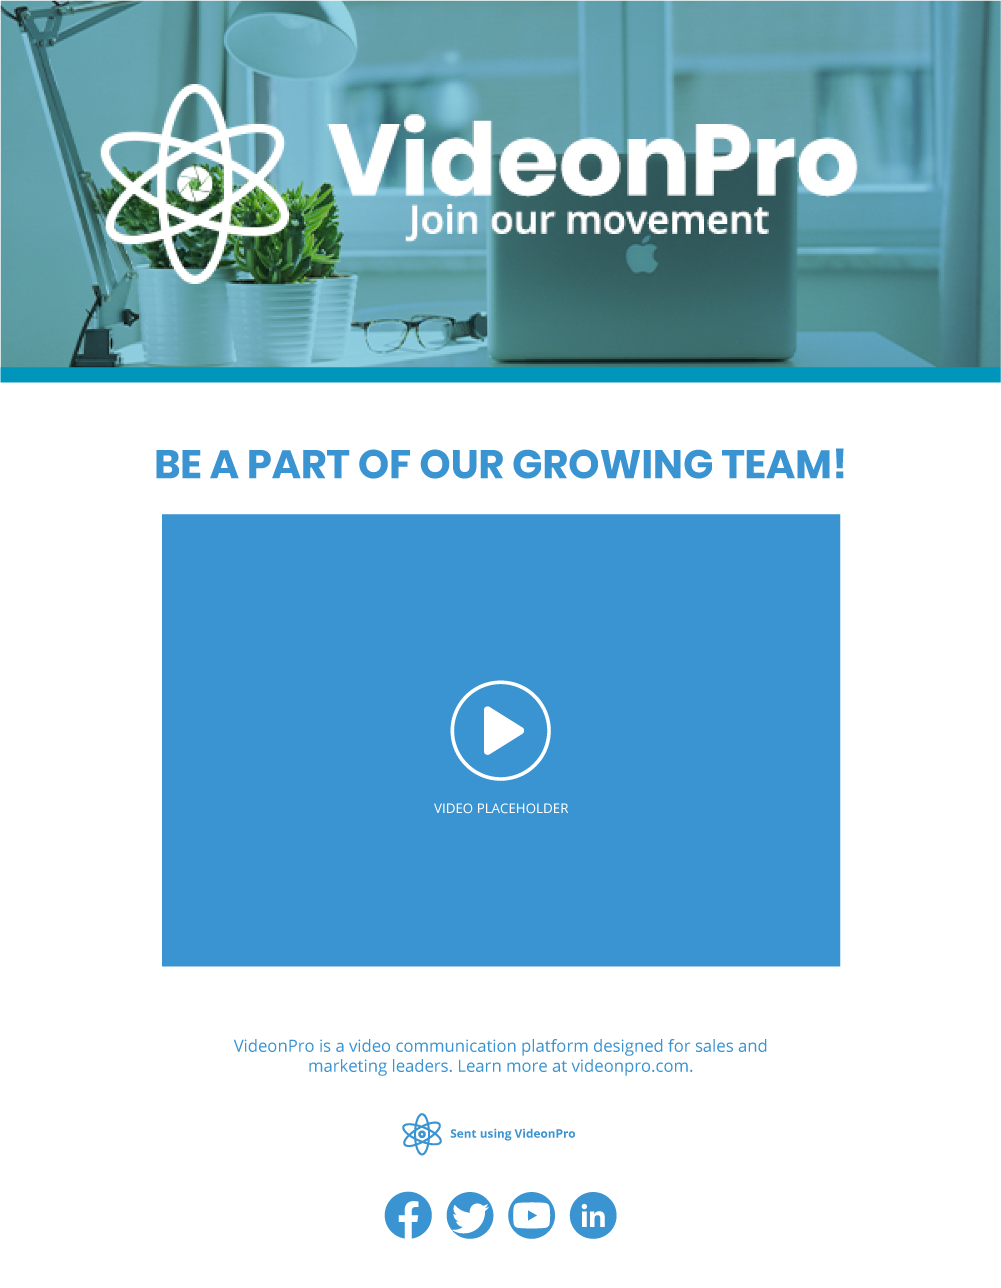 VideonPro
Join our movement
BE A PART OF OUR GROWING TEAM!
VIDEO PLACEHOLDER
VideonPro is a video communication platform designed for sales and
marketing leaders. Learn more at videonpro.com.
Sent using VideonPro
in